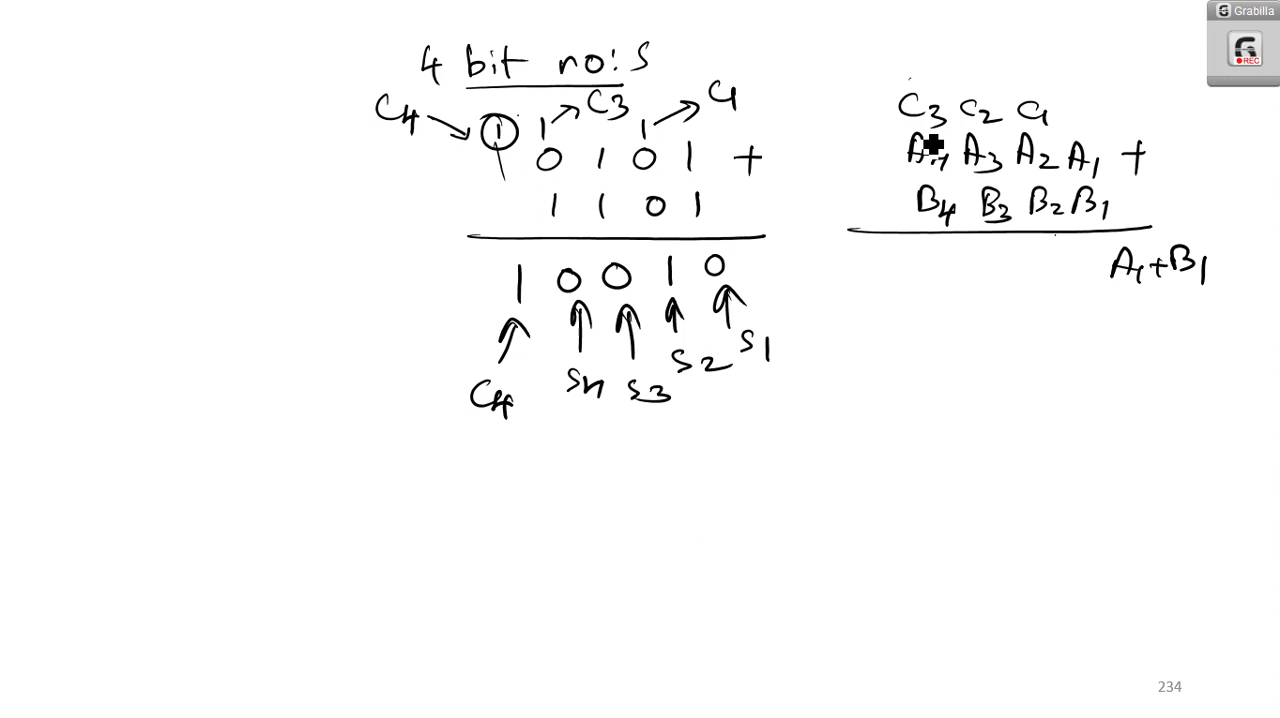 4 bit no:s
C4 1 1 C3 1 C1
0 1 0 1 +
1 1 0 1
1 0 0 1 0
C4 S4 S3 S2 S1
C3 C2 C1
A4 A3 A2 A1 +
B4 B3 B2 B1
A1+B1
Grabilla
REC
234